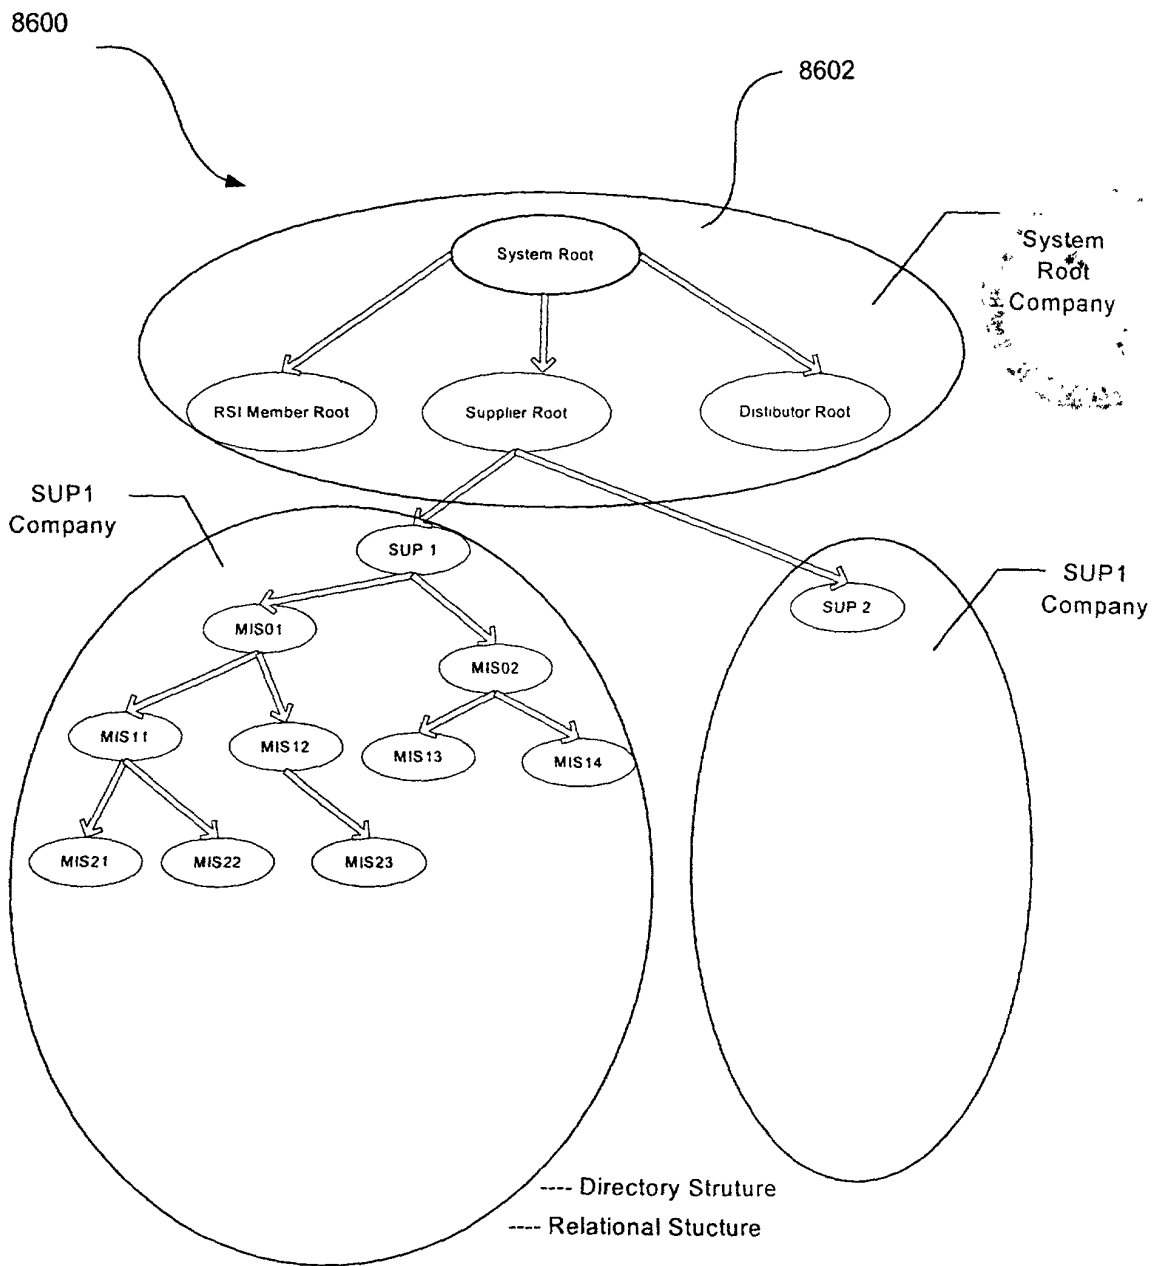 8600
8602
System Root
System
Root
Company
RSI Member Root
Supplier Root
Distibutor Root
SUP1
Company
SUP 1
SUP1
Company
SUP 2
MIS01
MIS02
MIS11
MIS12
MIS13
MIS14
MIS21
MIS22
MIS23
---- Directory Struture
---- Relational Stucture